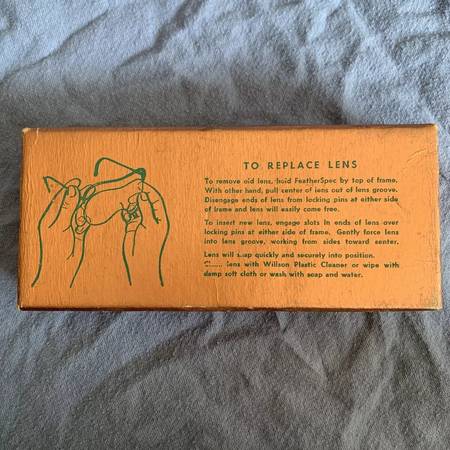 TO REPLACE LENS
To remove old lens, hold FeatherSpec by top of frame.
With other hand, pull center of lens out of lens groove.
Disengage ends of lens from locking pins at either side
of frame and lens will easily come free.
To insert new lens, engage slots in ends of lens over
locking pins at either side of frame. Gently force lens
into lens groove, working from sides toward center.
Lens will snap quickly and securely into position.
lens with Willson Plastic Cleaner or wipe with
damp soft cloth or wash with soap and water.